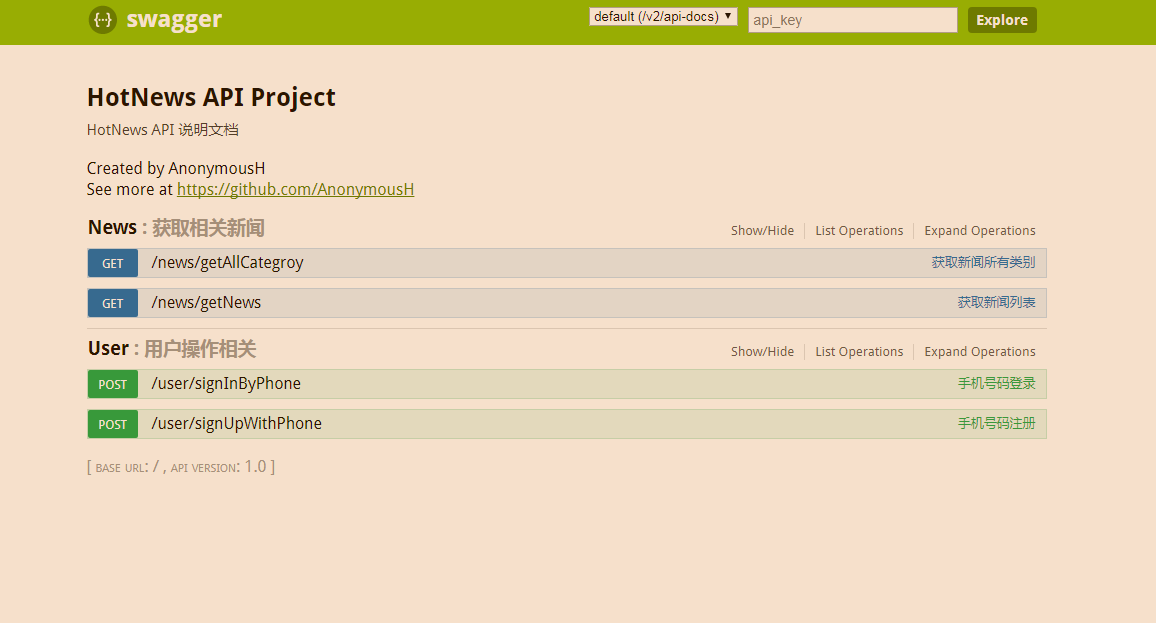 {··} swagger default (/v2/api-docs) ▼ api_key Explore
HotNews API Project
HotNews API 说明文档
Created by AnonymousH
See more at https://github.com/AnonymousH
News : 获取相关新闻 Show/Hide List Operations Expand Operations
GET /news/getAllCategroy 获取新闻所有类别
GET /news/getNews 获取新闻列表
User : 用户操作相关 Show/Hide List Operations Expand Operations
POST /user/signInByPhone 手机号码登录
POST /user/signUpWithPhone 手机号码注册
[ BASE URL: / , API VERSION: 1.0 ]